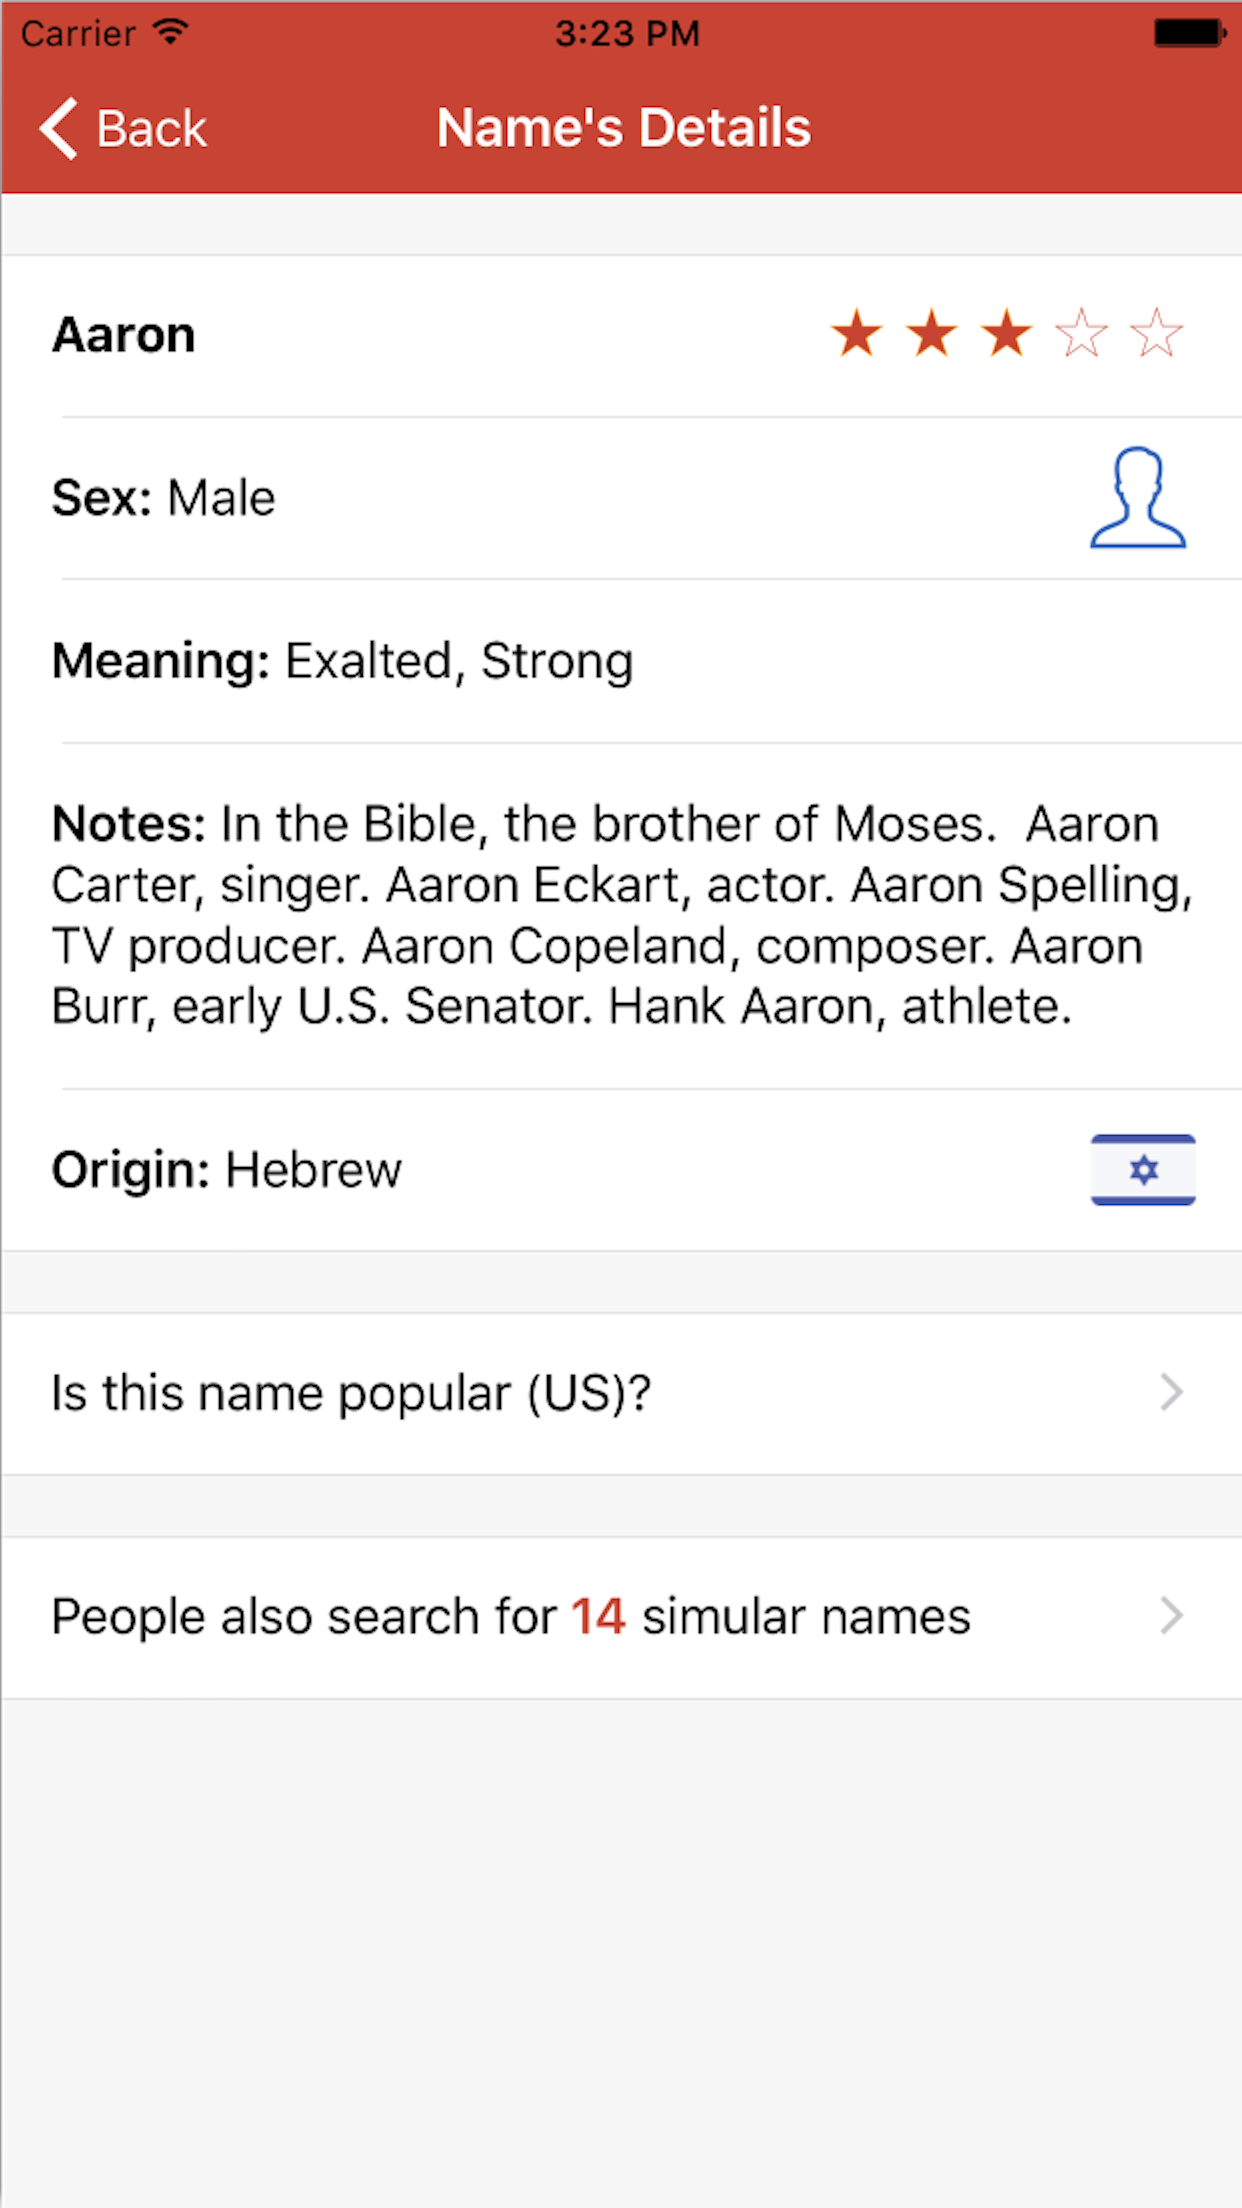 Carrier
3:23 PM
Back
Name's Details
Aaron
Sex: Male
Meaning: Exalted, Strong
Notes: In the Bible, the brother of Moses.  Aaron
Carter, singer. Aaron Eckart, actor. Aaron Spelling,
TV producer. Aaron Copeland, composer. Aaron
Burr, early U.S. Senator. Hank Aaron, athlete.
Origin: Hebrew
Is this name popular (US)?
People also search for 14 simular names